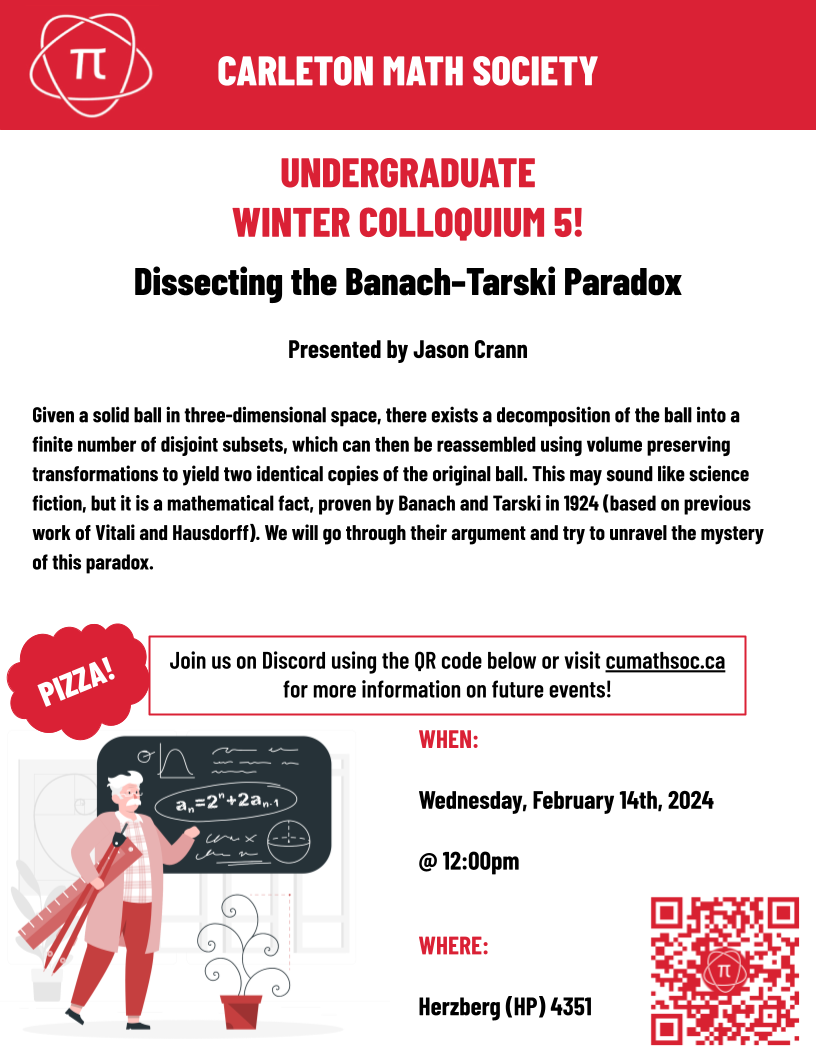 π
CARLETON MATH SOCIETY
UNDERGRADUATE
WINTER COLLOQUIUM 5!
Dissecting the Banach–Tarski Paradox
Presented by Jason Crann
Given a solid ball in three-dimensional space, there exists a decomposition of the ball into a
finite number of disjoint subsets, which can then be reassembled using volume preserving
transformations to yield two identical copies of the original ball. This may sound like science
fiction, but it is a mathematical fact, proven by Banach and Tarski in 1924 (based on previous
work of Vitali and Hausdorff). We will go through their argument and try to unravel the mystery
of this paradox.
PIZZA!
Join us on Discord using the QR code below or visit cumathsoc.ca
for more information on future events!
aₙ=2ⁿ+2aₙ₋₁
WHEN:
Wednesday, February 14th, 2024
@ 12:00pm
WHERE:
Herzberg (HP) 4351
π